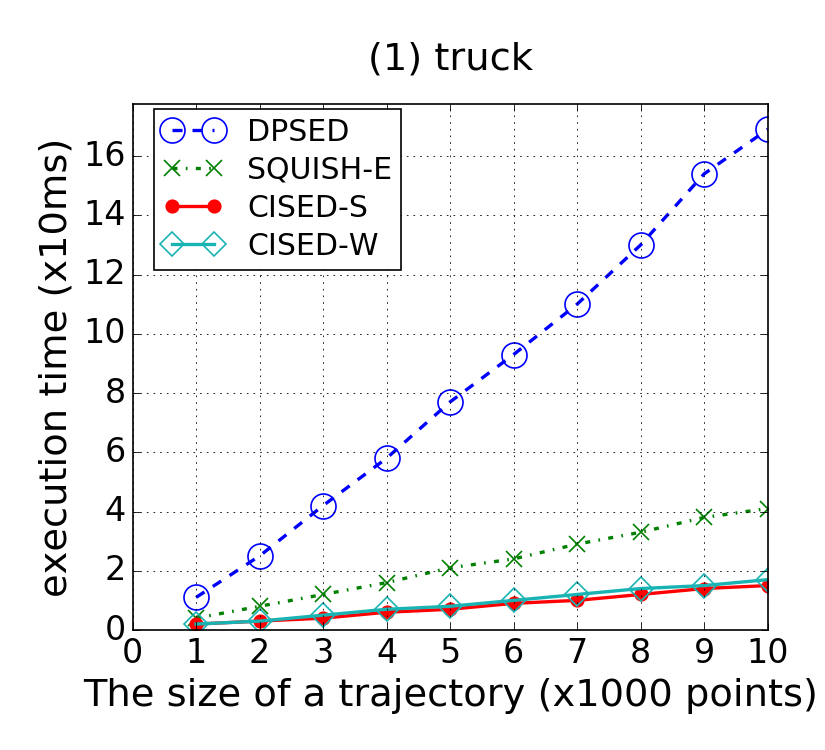 (1) truck
DPSED
SQUISH-E
CISED-S
CISED-W
execution time (x10ms)
16
14
12
10
8
6
4
2
0
0 1 2 3 4 5 6 7 8 9 10
The size of a trajectory (x1000 points)